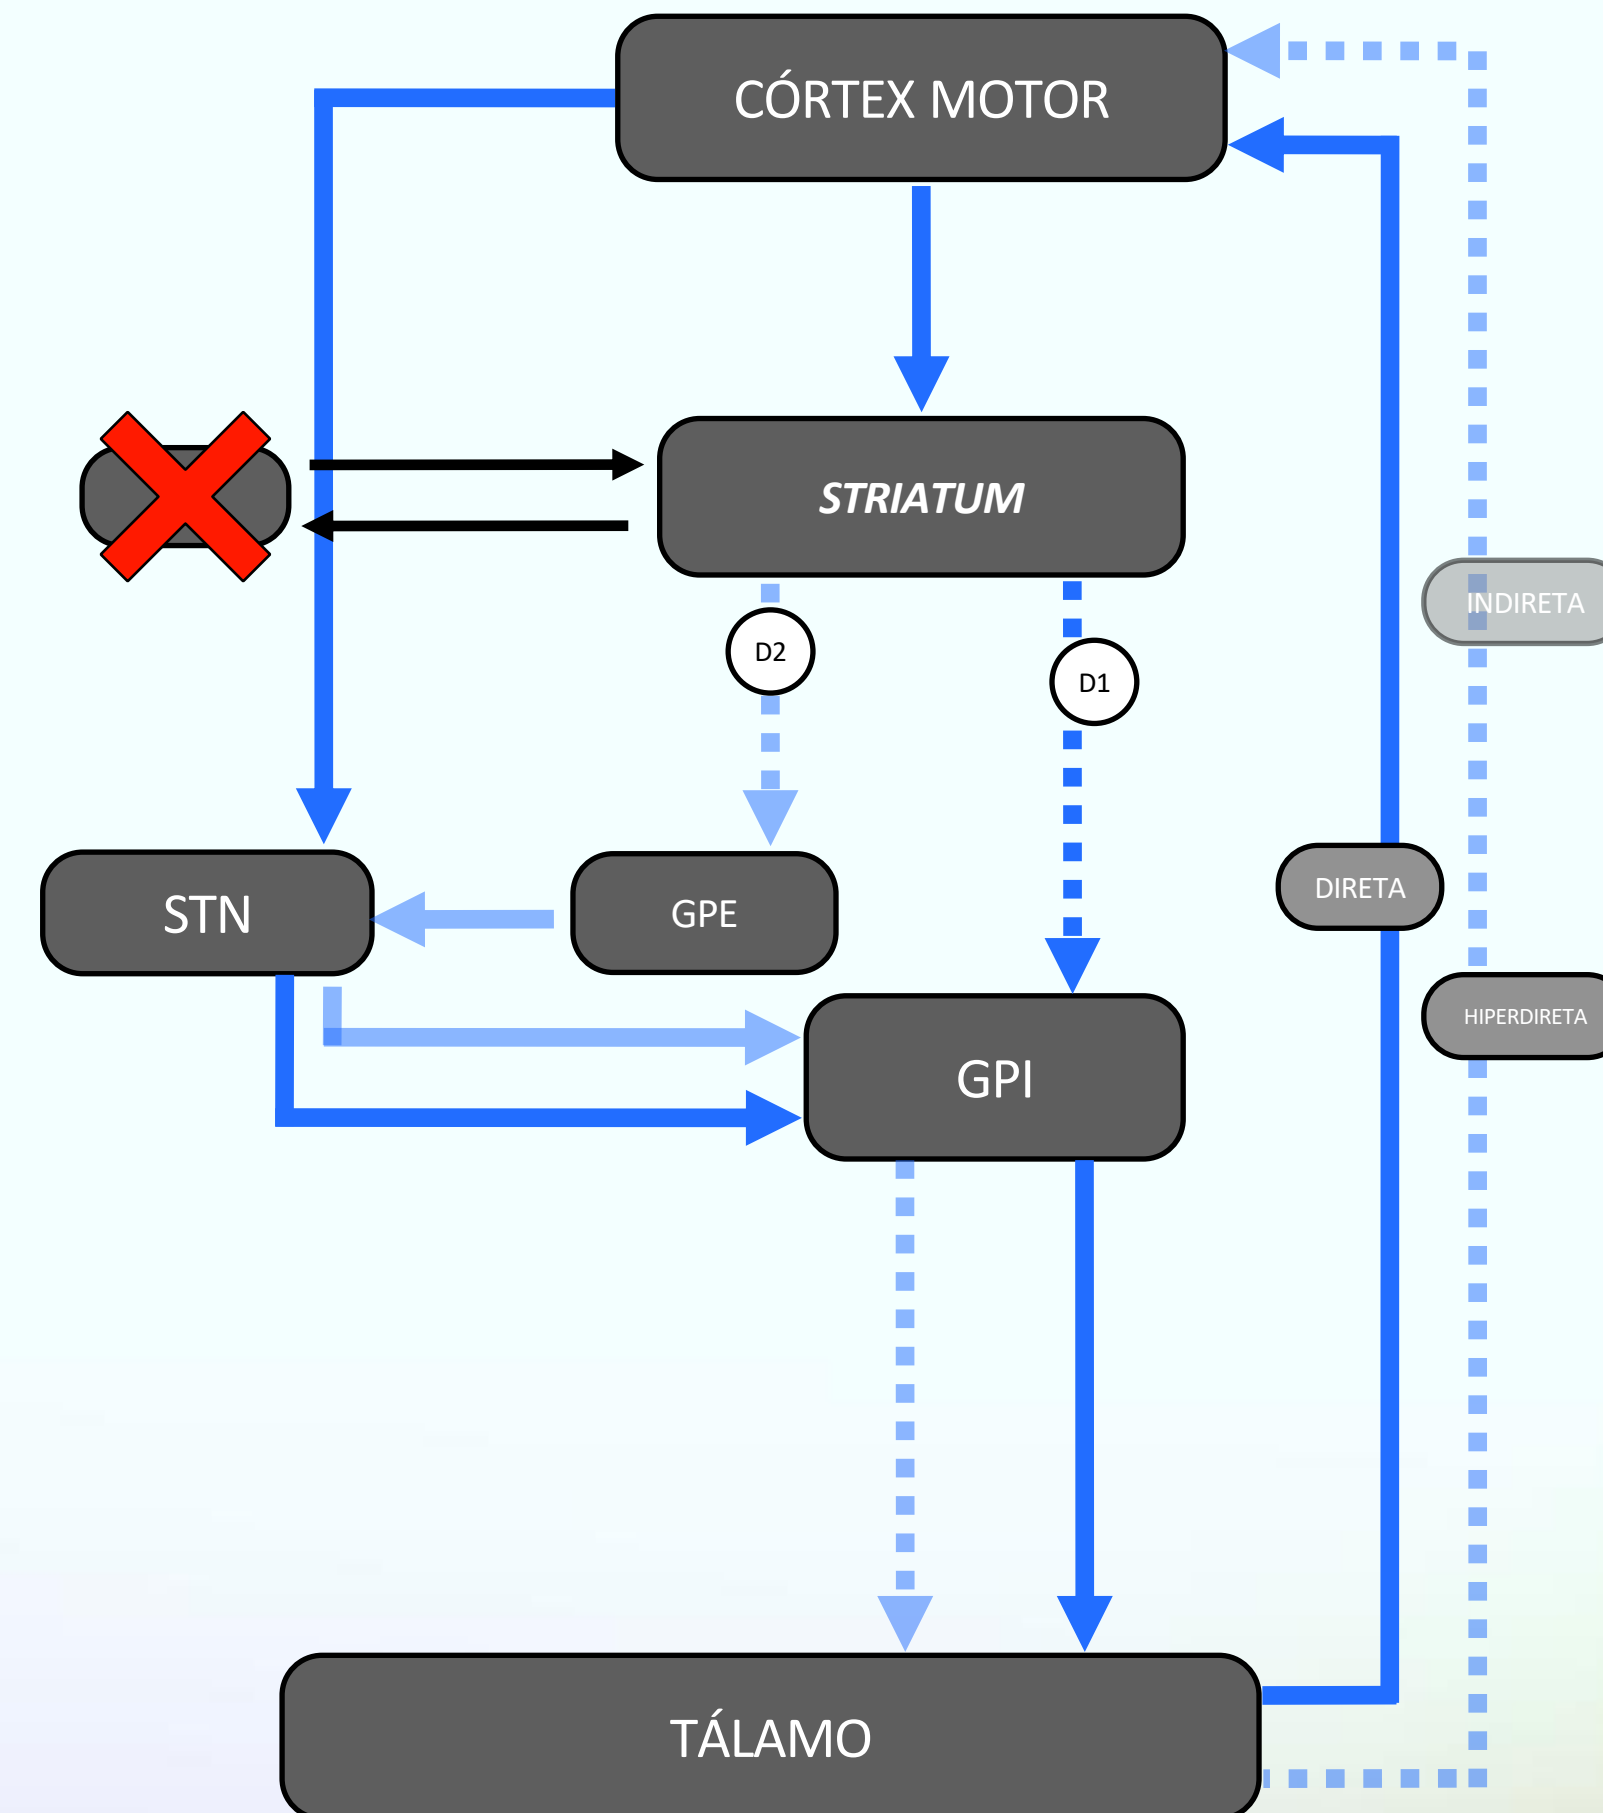 CÓRTEX MOTOR
STRIATUM
INDIRETA
D2
D1
DIRETA
STN
GPE
HIPERDIRETA
GPI
TÁLAMO